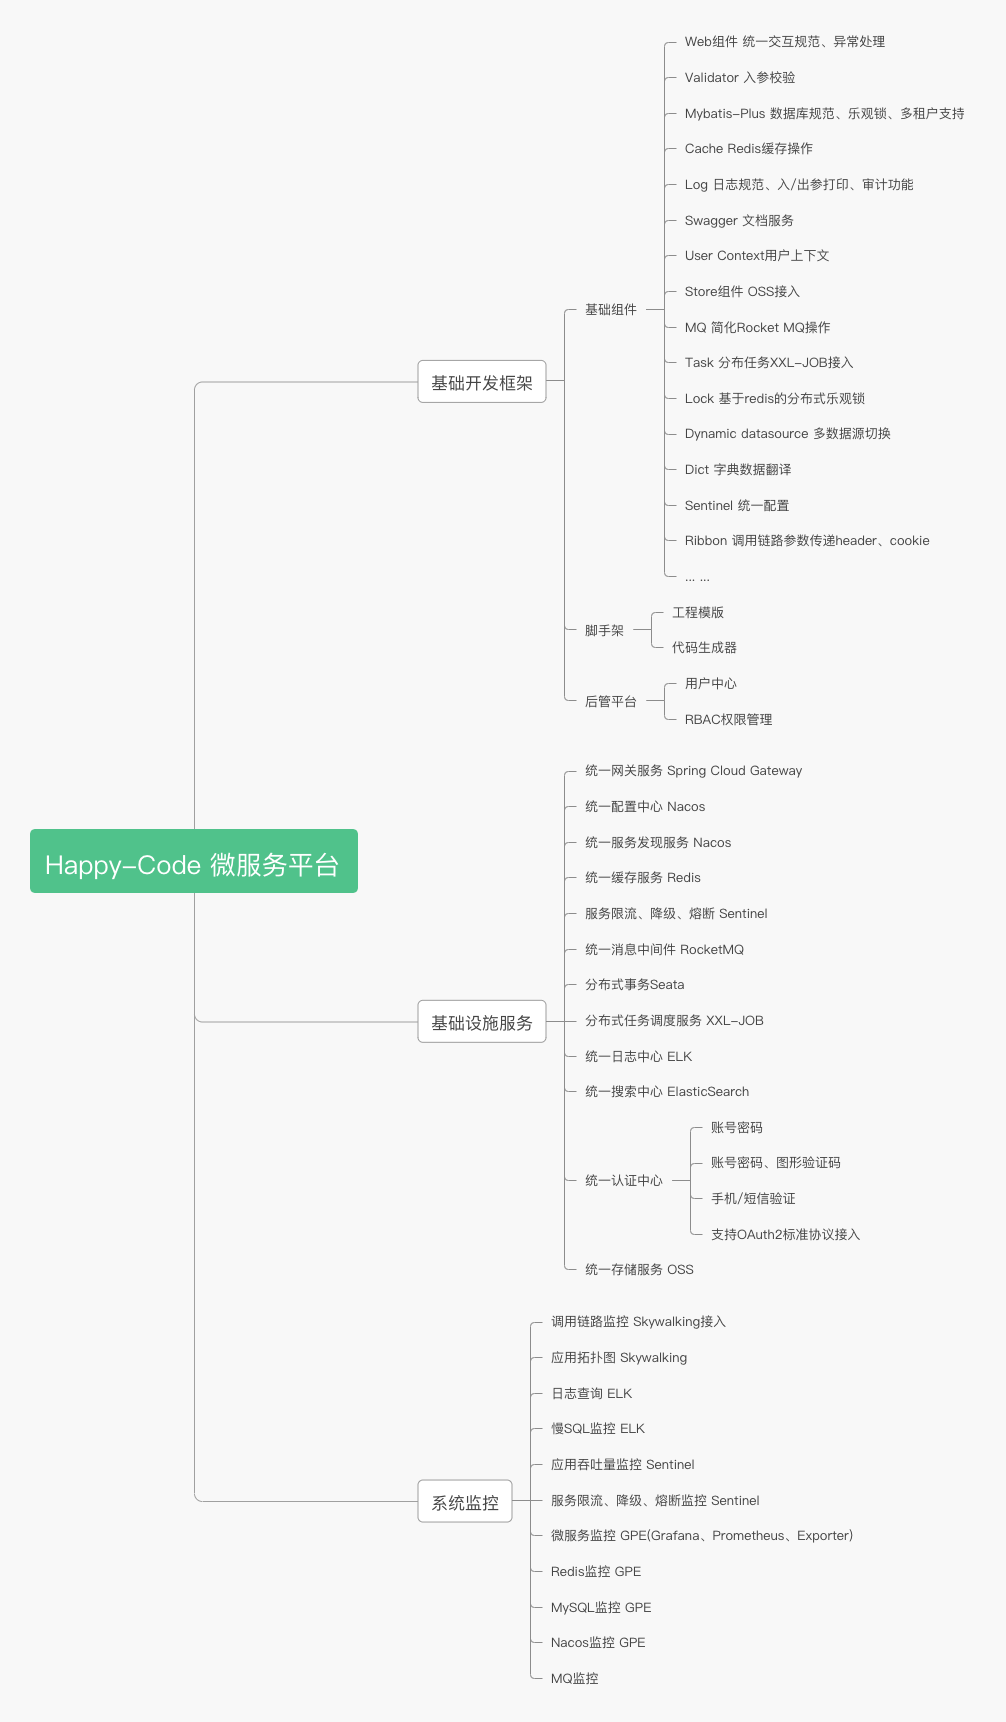 Happy-Code 微服务平台
基础开发框架
基础组件
Web组件 统一交互规范、异常处理
Validator 入参校验
Mybatis-Plus 数据库规范、乐观锁、多租户支持
Cache Redis缓存操作
Log 日志规范、入/出参打印、审计功能
Swagger 文档服务
User Context用户上下文
Store组件 OSS接入
MQ 简化Rocket MQ操作
Task 分布任务XXL-JOB接入
Lock 基于redis的分布式乐观锁
Dynamic datasource 多数据源切换
Dict 字典数据翻译
Sentinel 统一配置
Ribbon 调用链路参数传递header、cookie
... ...
脚手架
工程模版
代码生成器
后管平台
用户中心
RBAC权限管理
基础设施服务
统一网关服务 Spring Cloud Gateway
统一配置中心 Nacos
统一服务发现服务 Nacos
统一缓存服务 Redis
服务限流、降级、熔断 Sentinel
统一消息中间件 RocketMQ
分布式事务Seata
分布式任务调度服务 XXL-JOB
统一日志中心 ELK
统一搜索中心 ElasticSearch
统一认证中心
账号密码
账号密码、图形验证码
手机/短信验证
支持OAuth2标准协议接入
统一存储服务 OSS
系统监控
调用链路监控 Skywalking接入
应用拓扑图 Skywalking
日志查询 ELK
慢SQL监控 ELK
应用吞吐量监控 Sentinel
服务限流、降级、熔断监控 Sentinel
微服务监控 GPE(Grafana、Prometheus、Exporter)
Redis监控 GPE
MySQL监控 GPE
Nacos监控 GPE
MQ监控